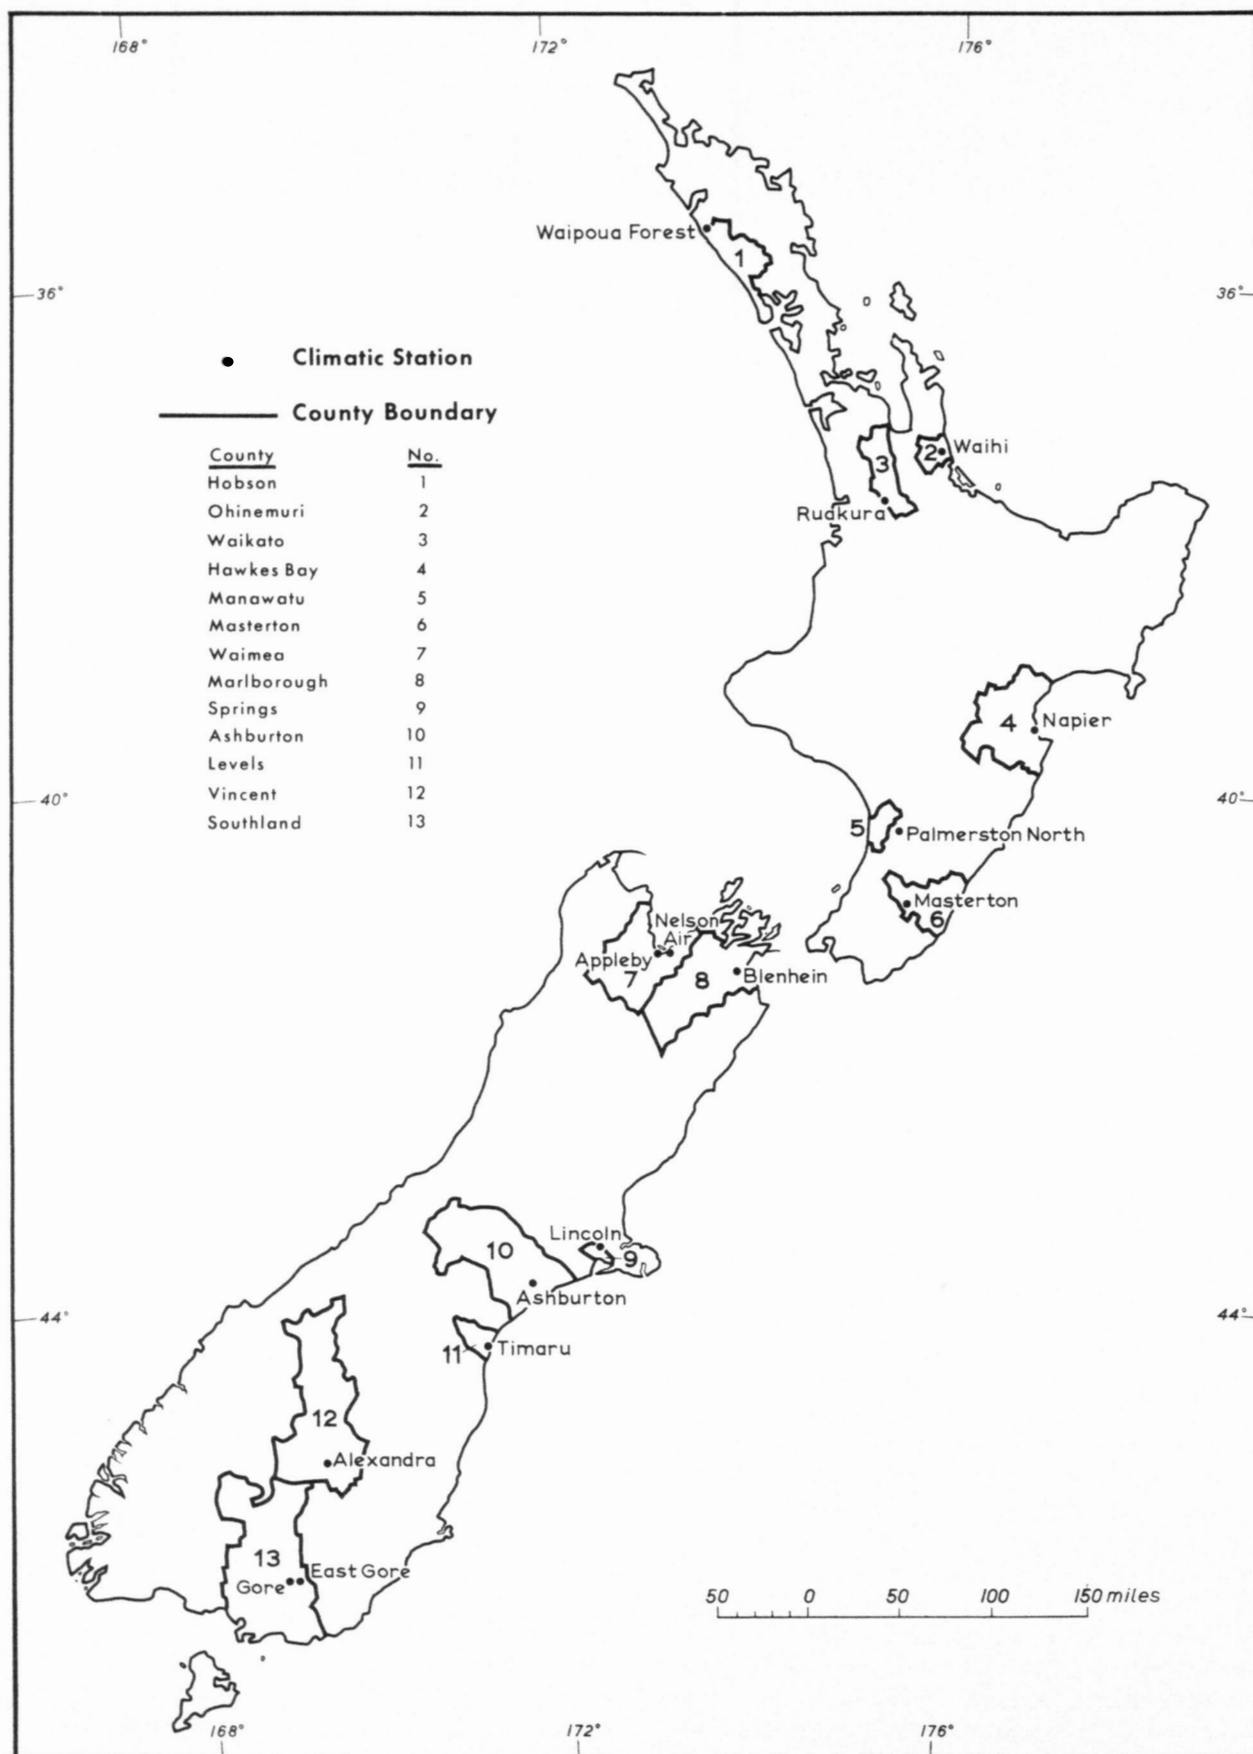 168°
172°
176°
Waipoua Forest
1
36°
36°
Climatic Station
County Boundary
County No.
Hobson 1
Ohinemuri 2
Waikato 3
Hawkes Bay 4
Manawatu 5
Masterton 6
Waimea 7
Marlborough 8
Springs 9
Ashburton 10
Levels 11
Vincent 12
Southland 13
2
Waihi
3
Ruakura
4
Napier
40°
40°
5
Palmerston North
Masterton
6
Nelson
Air
Appleby
7
8
Blenhein
Lincoln
9
10
Ashburton
44°
44°
11
Timaru
12
Alexandra
13
East Gore
Gore
50 0 50 100 150 miles
168°
172°
176°